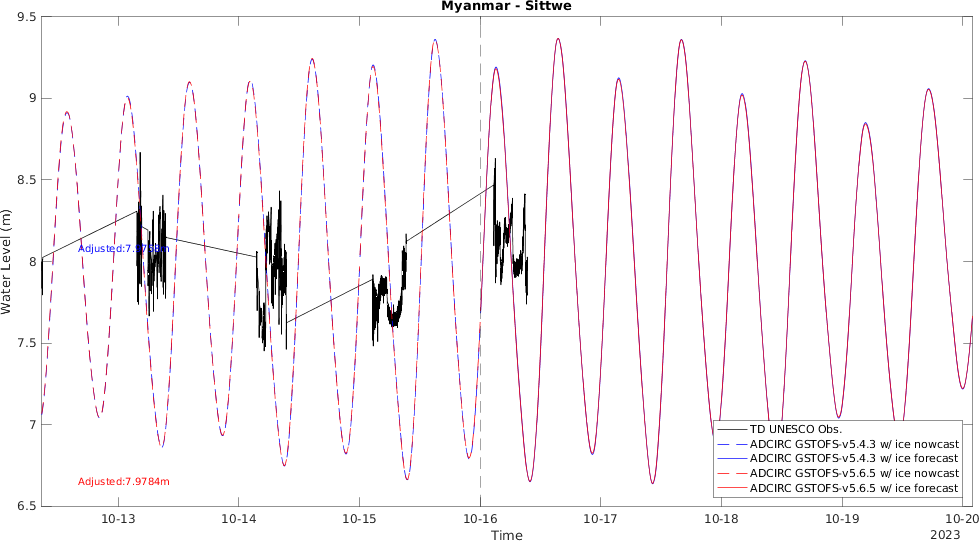 Myanmar - Sittwe
Water Level (m)
9.5
9
8.5
8
7.5
7
6.5
Adjusted:7.9784m
TD UNESCO Obs.
ADCIRC GSTOFS-v5.4.3 w/ ice nowcast
ADCIRC GSTOFS-v5.4.3 w/ ice forecast
ADCIRC GSTOFS-v5.6.5 w/ ice nowcast
ADCIRC GSTOFS-v5.6.5 w/ ice forecast
10-13
10-14
10-15
10-16
10-17
10-18
10-19
10-20
Time
2023